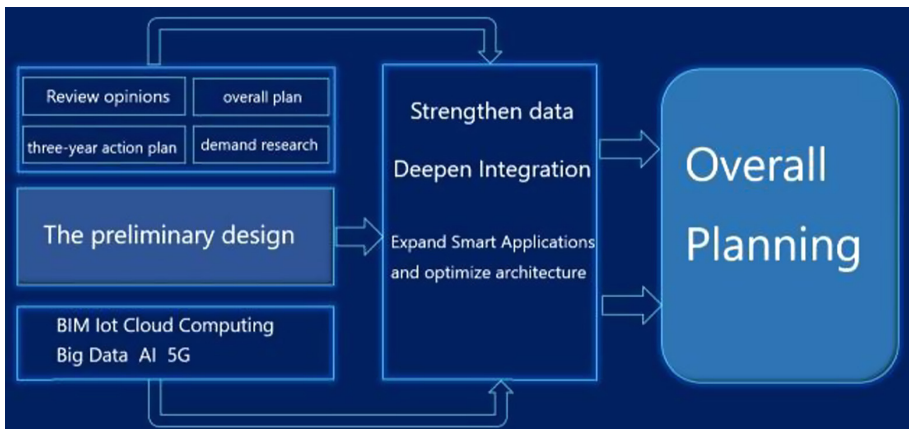 Review opinions
overall plan
three-year action plan
demand research
The preliminary design
BIM Iot Cloud Computing
Big Data AI 5G
Strengthen data
Deepen Integration
Expand Smart Applications
and optimize architecture
Overall
Planning